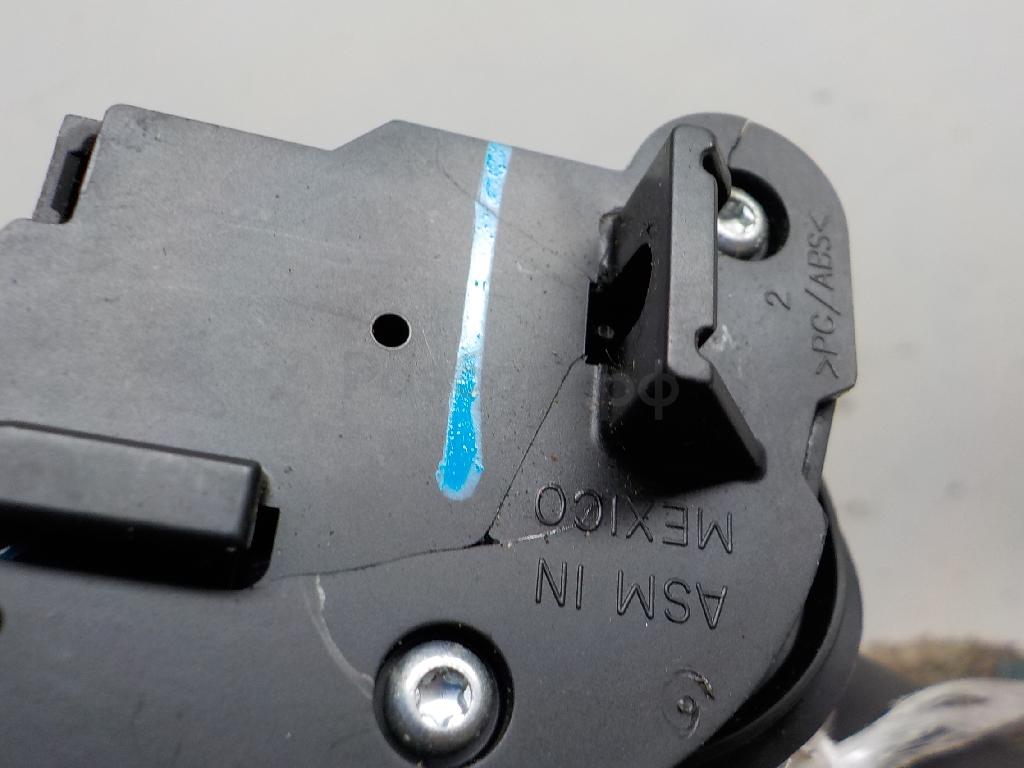 ASM IN
MEXICO
>PC/ABS<
2
6